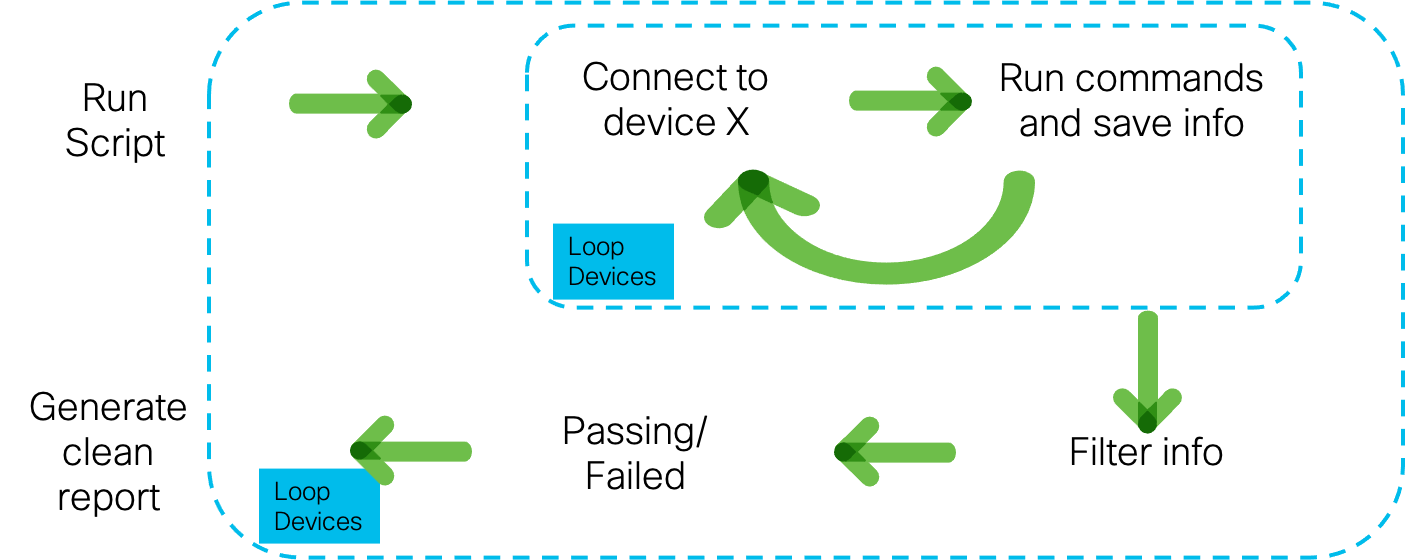 Run
Script
Connect to
device X
Run commands
and save info
Loop
Devices
Generate
clean
report
Loop
Devices
Passing/
Failed
Filter info